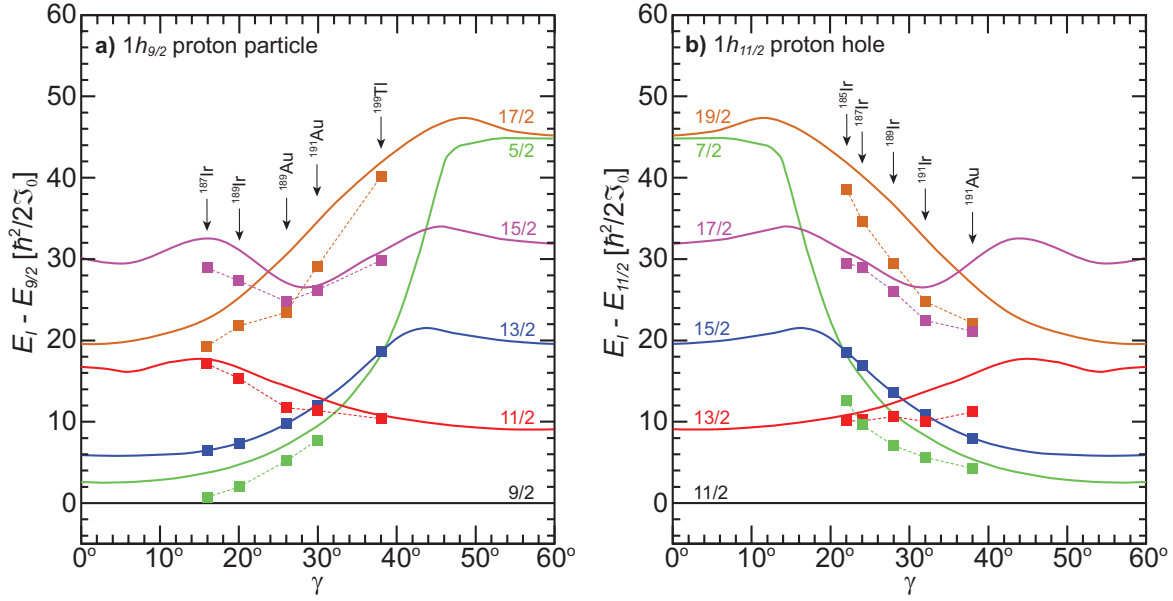 a) 1h9/2 proton particle
E_I - E_9/2 [ħ²/2ℑ₀]
60
50
40
30
20
10
0
17/2
5/2
15/2
13/2
11/2
9/2
¹⁸⁷Ir
¹⁸⁹Ir
¹⁸⁹Au
¹⁹¹Au
¹⁹⁹Tl
0° 10° 20° 30° 40° 50° 60°
γ
b) 1h11/2 proton hole
E_I - E_11/2 [ħ²/2ℑ₀]
60
50
40
30
20
10
0
19/2
7/2
17/2
15/2
13/2
11/2
¹⁸⁵Ir
¹⁸⁷Ir
¹⁸⁹Ir
¹⁹¹Ir
¹⁹¹Au
0° 10° 20° 30° 40° 50° 60°
γ